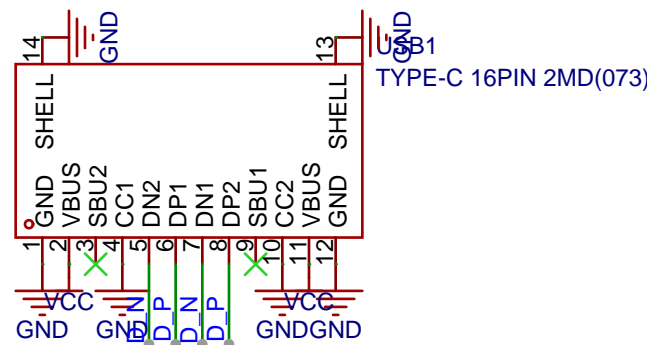 14
GND
13
GND
USB1
TYPE-C 16PIN 2MD(073)
SHELL
SHELL
GND
VBUS
SBU2
CC1
DN2
DP1
DN1
DP2
SBU1
CC2
VBUS
GND
1
2
3
4
5
6
7
8
9
10
11
12
VCC
VCC
GND
GND
D_N
D_P
D_N
D_P
GND
GND